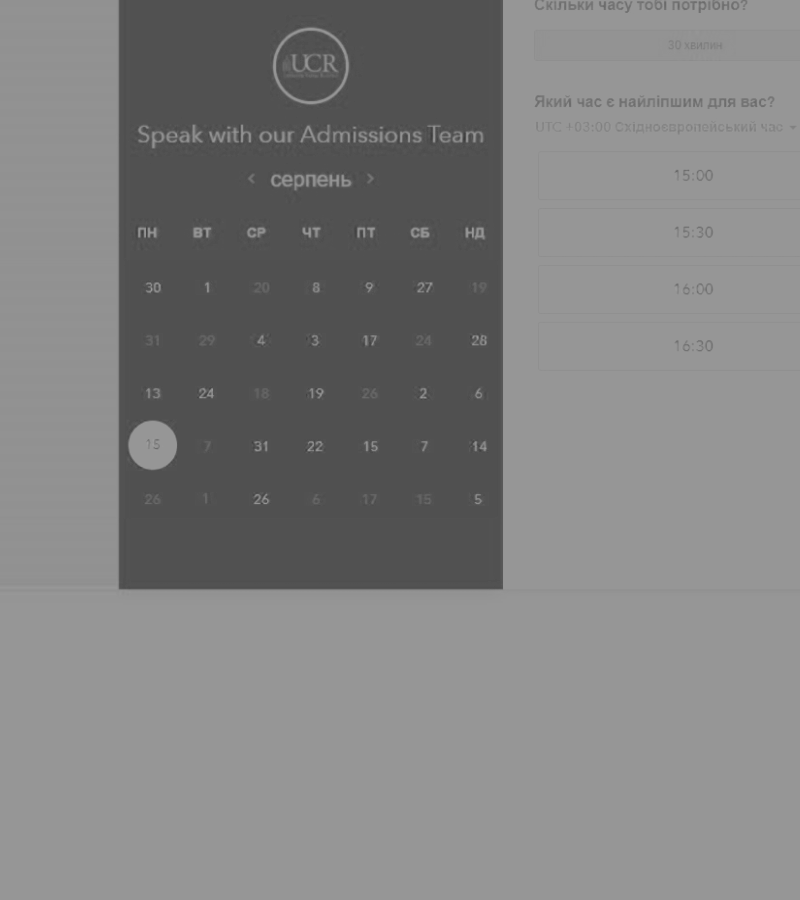 UCR
Speak with our Admissions Team
серпень
ПН ВТ СР ЧТ ПТ СБ НД
30 1 20 8 9 27 19
31 29 4 3 17 24 28
13 24 18 19 26 2 6
15 7 31 22 15 7 14
26 1 26 6 17 15 5
Скільки часу тобі потрібно?
30 хвилин
Який час є найліпшим для вас?
UTC +03:00 Східноєвропейський час
15:00
15:30
16:00
16:30